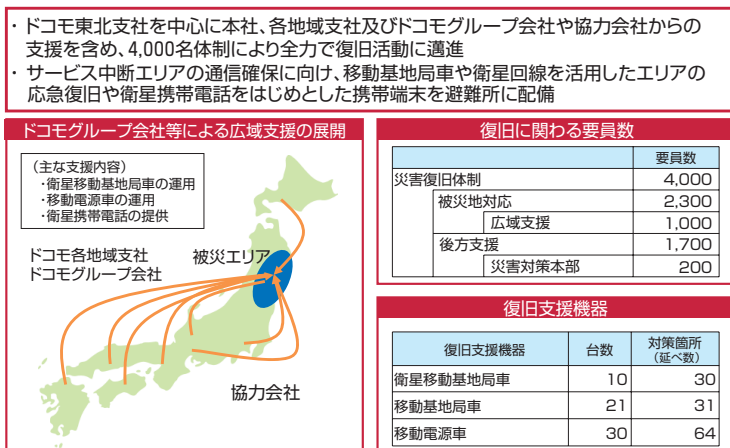 ・ドコモ東北支社を中心に本社、各地域支社及びドコモグループ会社や協力会社からの
支援を含め、4,000名体制により全力で復旧活動に邁進
・サービス中断エリアの通信確保に向け、移動基地局車や衛星回線を活用したエリアの
応急復旧や衛星携帯電話をはじめとした携帯端末を避難所に配備
ドコモグループ会社等による広域支援の展開
(主な支援内容)
・衛星移動基地局車の運用
・移動電源車の運用
・衛星携帯電話の提供
ドコモ各地域支社
ドコモグループ会社
被災エリア
協力会社
復旧に関わる要員数
要員数
災害復旧体制 4,000
被災地対応 2,300
広域支援 1,000
後方支援 1,700
災害対策本部 200
復旧支援機器
復旧支援機器 台数 対策箇所
(延べ数)
衛星移動基地局車 10 30
移動基地局車 21 31
移動電源車 30 64